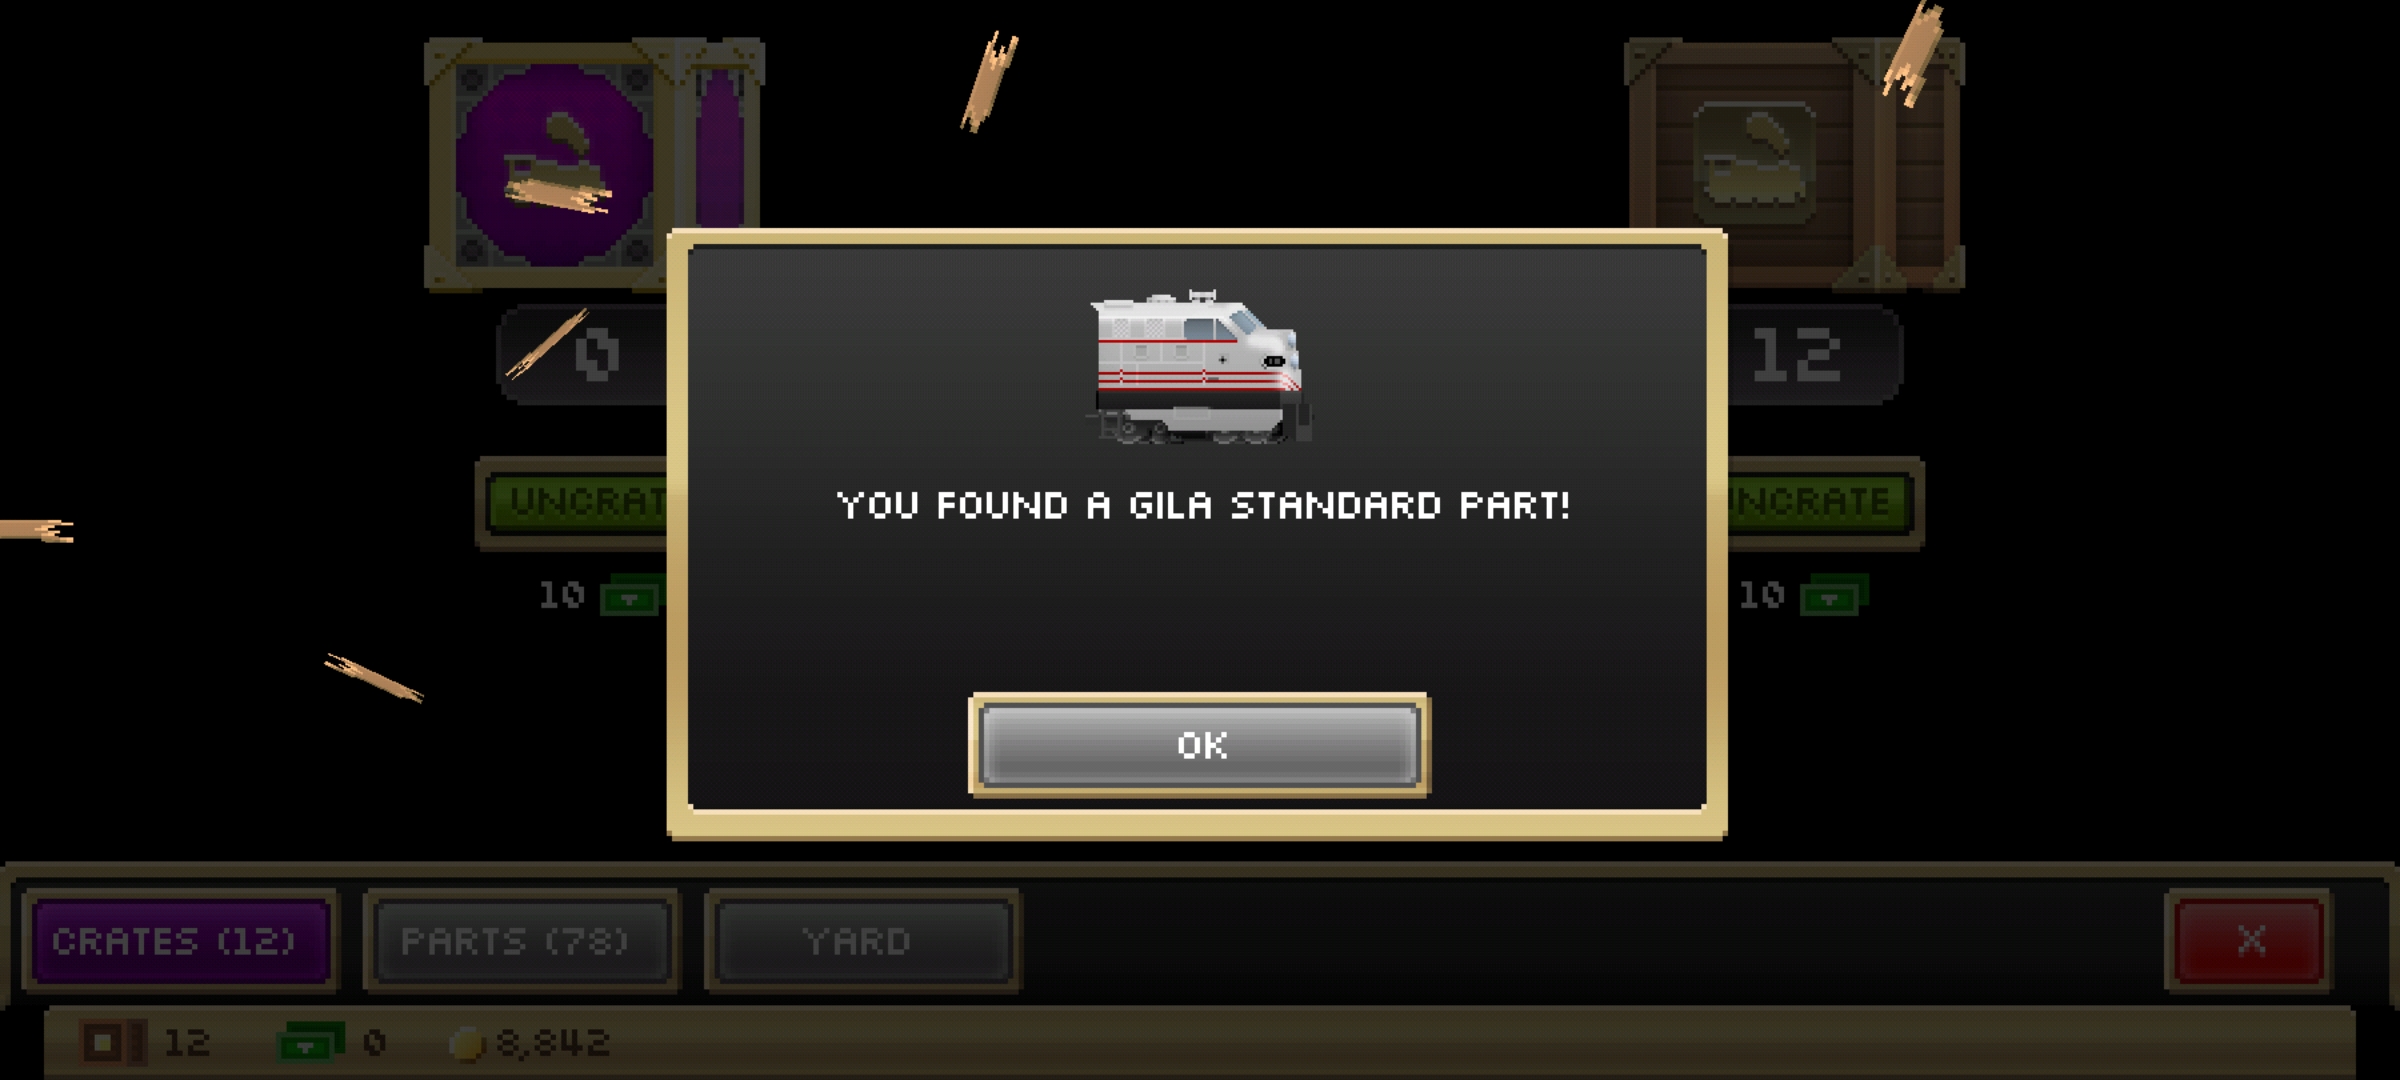 0
12
YOU FOUND A GILA STANDARD PART!
UNCRAT
NCRATE
10
10
OK
CRATES (12)
PARTS (78)
YARD
X
12
0
8,842